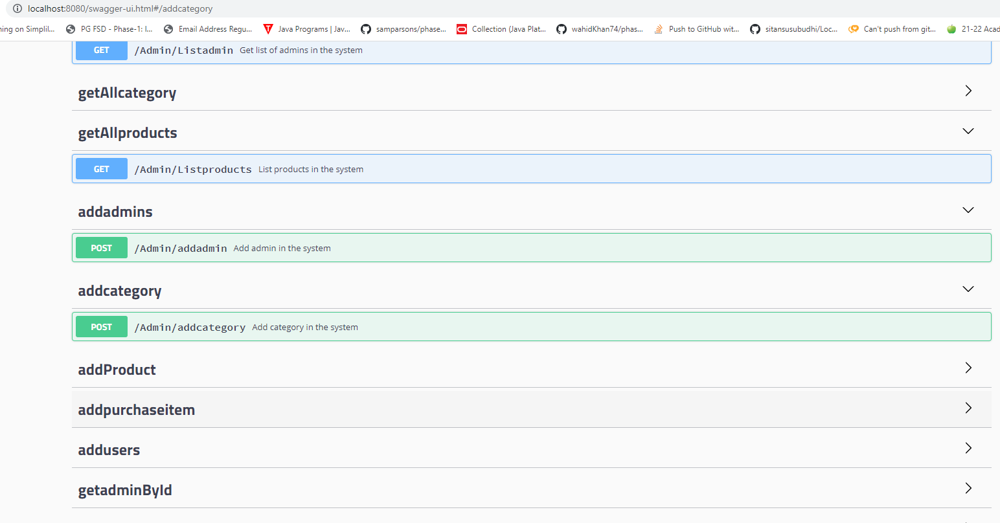 localhost:8080/swagger-ui.html#/addcategory
ning on Simplil... PG FSD - Phase-1: I... Email Address Regu... Java Programs | Jav... samparsons/phase... Collection (Java Plat... wahidKhan74/phas... Push to GitHub wit... sitansusubudhi/Loc... Can't push from git... 21-22 Acad
GET /Admin/Listadmin Get list of admins in the system
getAllcategory
getAllproducts
GET /Admin/Listproducts List products in the system
addadmins
POST /Admin/addadmin Add admin in the system
addcategory
POST /Admin/addcategory Add category in the system
addProduct
addpurchaseitem
addusers
getadminById